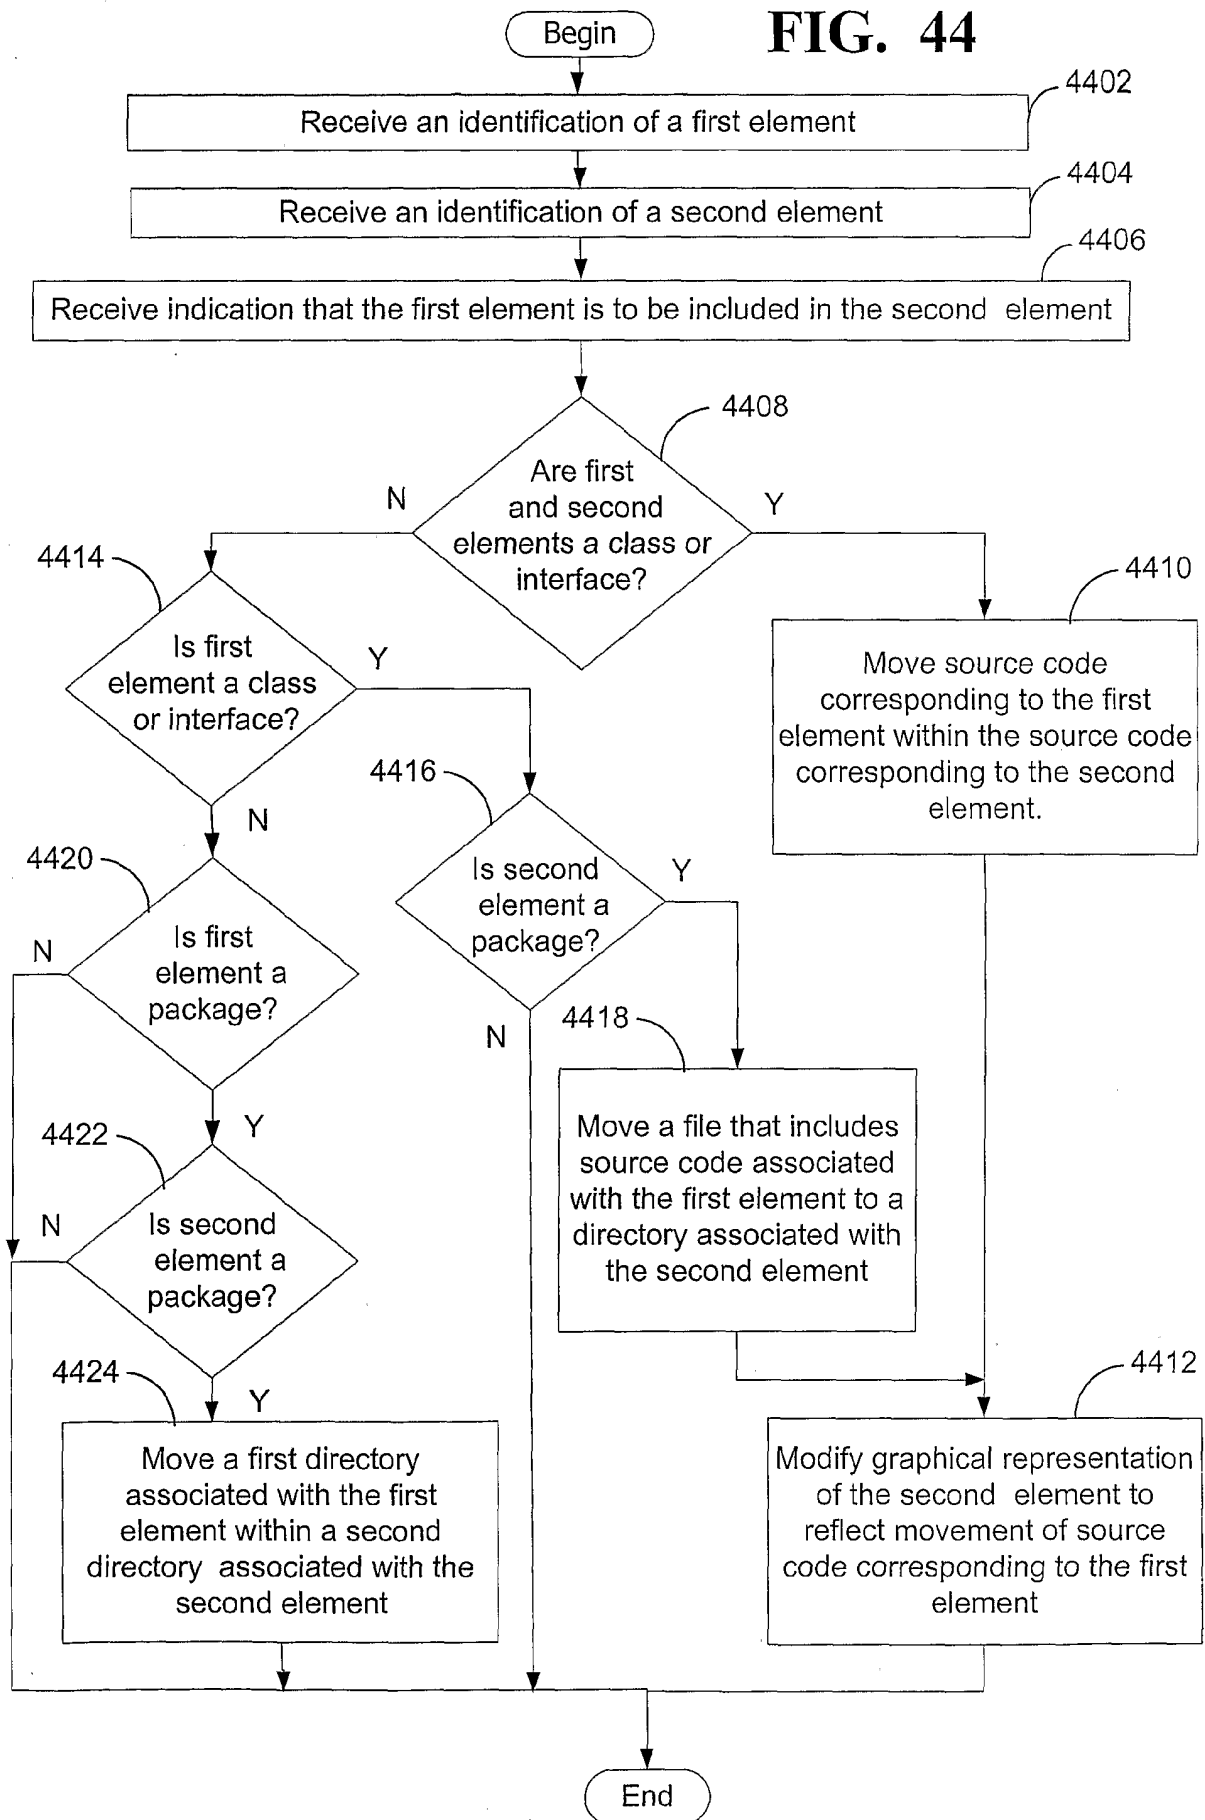 Begin
FIG. 44
4402
Receive an identification of a first element
4404
Receive an identification of a second element
4406
Receive indication that the first element is to be included in the second element
4408
Are first
and second
elements a class or
interface?
N
Y
4414
Is first
element a class
or interface?
Y
N
4410
Move source code
corresponding to the first
element within the source code
corresponding to the second
element.
4416
Is second
element a
package?
Y
N
4420
Is first
element a
package?
N
Y
4418
Move a file that includes
source code associated
with the first element to a
directory associated with
the second element
4422
Is second
element a
package?
N
Y
4424
Move a first directory
associated with the first
element within a second
directory associated with the
second element
4412
Modify graphical representation
of the second element to
reflect movement of source
code corresponding to the first
element
End